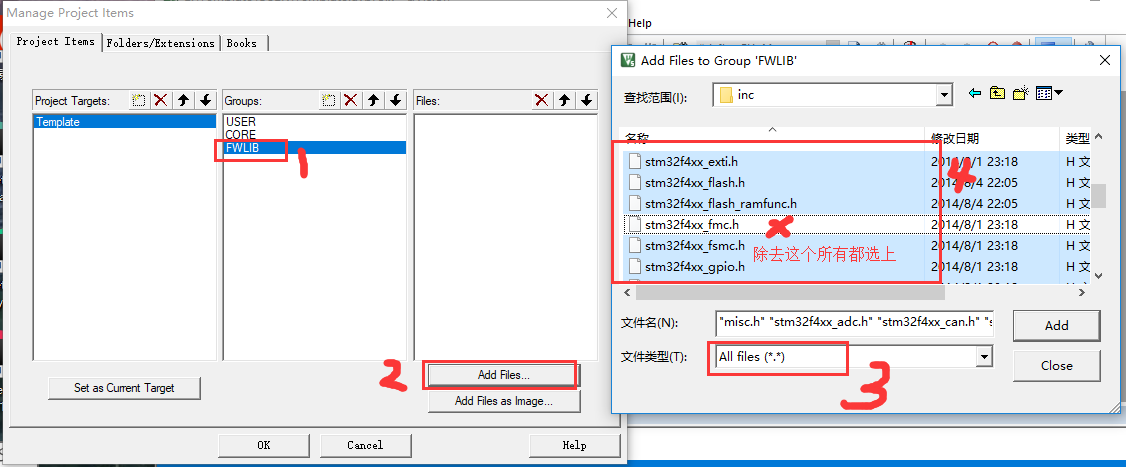 Manage Project Items
Project Items
Folders/Extensions
Books
Project Targets:
Groups:
Files:
Template
USER
CORE
FWLIB
1
2
Add Files...
Set as Current Target
Add Files as Image...
OK
Cancel
Help
Help
Add Files to Group 'FWLIB'
查找范围(I):
inc
名称
修改日期
类型
stm32f4xx_exti.h
2014/8/1 23:18
H 文
stm32f4xx_flash.h
2014/8/4 22:05
H 文
stm32f4xx_flash_ramfunc.h
2014/8/4 22:05
H 文
stm32f4xx_fmc.h
2014/8/1 23:18
H 文
stm32f4xx_fsmc.h
2014/8/1 23:18
H 文
stm32f4xx_gpio.h
2014/8/1 23:18
H 文
4
除去这个所有都选上
文件名(N):
"misc.h" "stm32f4xx_adc.h" "stm32f4xx_can.h" "s
Add
文件类型(T):
All files (*.*)
3
Close